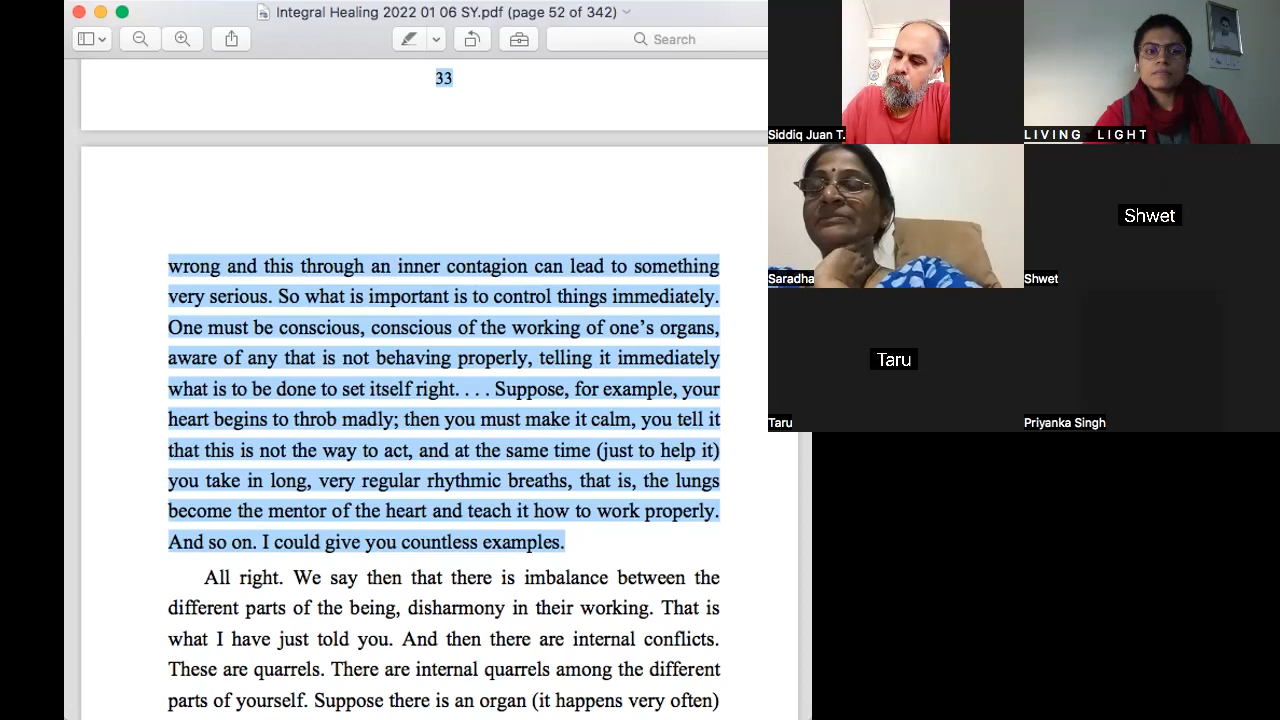 Integral Healing 2022 01 06 SY.pdf (page 52 of 342)
Search
33
wrong and this through an inner contagion can lead to something
very serious. So what is important is to control things immediately.
One must be conscious, conscious of the working of one’s organs,
aware of any that is not behaving properly, telling it immediately
what is to be done to set itself right. . . . Suppose, for example, your
heart begins to throb madly; then you must make it calm, you tell it
that this is not the way to act, and at the same time (just to help it)
you take in long, very regular rhythmic breaths, that is, the lungs
become the mentor of the heart and teach it how to work properly.
And so on. I could give you countless examples.
All right. We say then that there is imbalance between the
different parts of the being, disharmony in their working. That is
what I have just told you. And then there are internal conflicts.
These are quarrels. There are internal quarrels among the different
parts of yourself. Suppose there is an organ (it happens very often)
Siddiq Juan T.
LIVING LIGHT
Saradha
Shwet
Shwet
Taru
Taru
Priyanka Singh